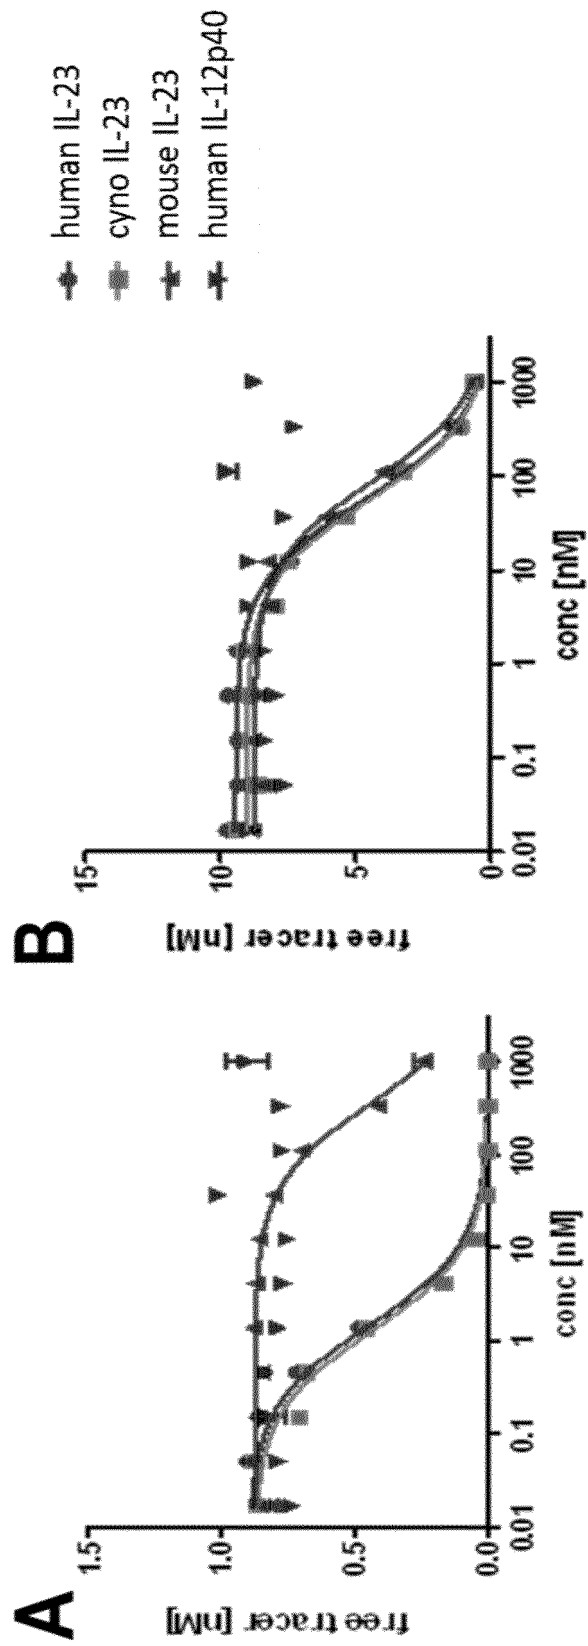 A
free tracer [nM]
1.5
1.0
0.5
0.0
0.01
0.1
1
10
100
1000
conc [nM]
B
free tracer [nM]
15
10
5
0
0.01
0.1
1
10
100
1000
conc [nM]
human IL-23
cyno IL-23
mouse IL-23
human IL-12p40